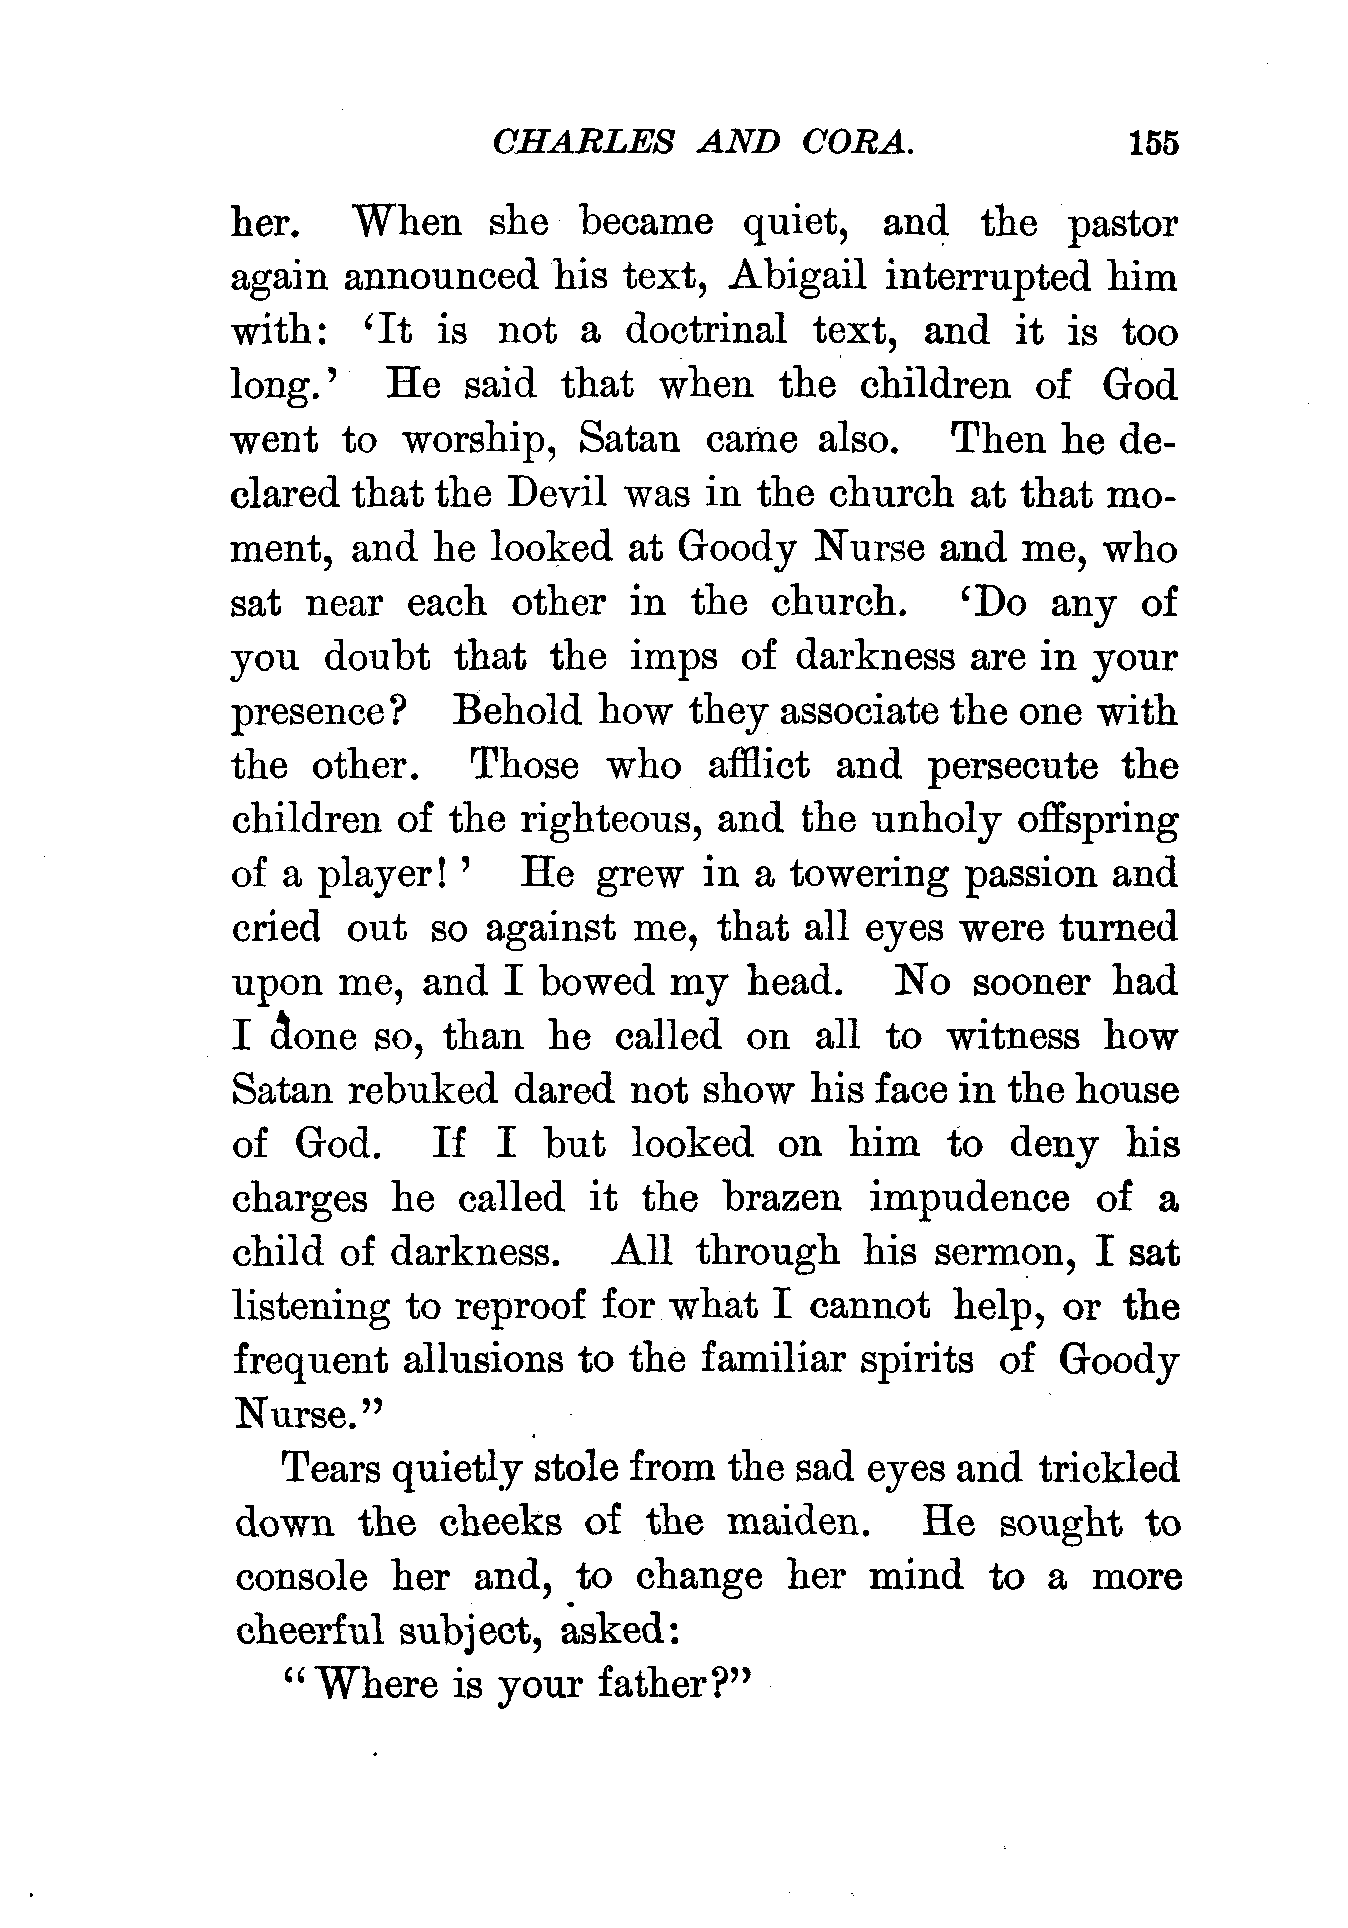 CHARLES AND CORA. 155
her. When she became quiet, and the pastor
again announced his text, Abigail interrupted him
with: ‘It is not a doctrinal text, and it is too
long.’ He said that when the children of God
went to worship, Satan came also. Then he de-
clared that the Devil was in the church at that mo-
ment, and he looked at Goody Nurse and me, who
sat near each other in the church. ‘Do any of
you doubt that the imps of darkness are in your
presence? Behold how they associate the one with
the other. Those who afflict and persecute the
children of the righteous, and the unholy offspring
of a player!’ He grew in a towering passion and
cried out so against me, that all eyes were turned
upon me, and I bowed my head. No sooner had
I done so, than he called on all to witness how
Satan rebuked dared not show his face in the house
of God. If I but looked on him to deny his
charges he called it the brazen impudence of a
child of darkness. All through his sermon, I sat
listening to reproof for what I cannot help, or the
frequent allusions to the familiar spirits of Goody
Nurse.”
Tears quietly stole from the sad eyes and trickled
down the cheeks of the maiden. He sought to
console her and, to change her mind to a more
cheerful subject, asked:
“Where is your father?”